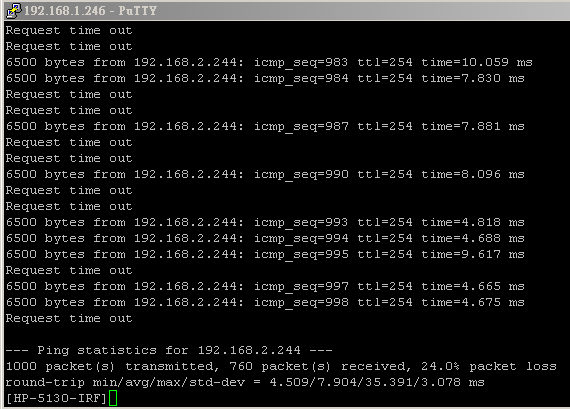 192.168.1.246 - PuTTY
Request time out
Request time out
6500 bytes from 192.168.2.244: icmp_seq=983 ttl=254 time=10.059 ms
6500 bytes from 192.168.2.244: icmp_seq=984 ttl=254 time=7.830 ms
Request time out
Request time out
6500 bytes from 192.168.2.244: icmp_seq=987 ttl=254 time=7.881 ms
Request time out
Request time out
6500 bytes from 192.168.2.244: icmp_seq=990 ttl=254 time=8.096 ms
Request time out
Request time out
6500 bytes from 192.168.2.244: icmp_seq=993 ttl=254 time=4.818 ms
6500 bytes from 192.168.2.244: icmp_seq=994 ttl=254 time=4.688 ms
6500 bytes from 192.168.2.244: icmp_seq=995 ttl=254 time=9.617 ms
Request time out
6500 bytes from 192.168.2.244: icmp_seq=997 ttl=254 time=4.665 ms
6500 bytes from 192.168.2.244: icmp_seq=998 ttl=254 time=4.675 ms
Request time out
--- Ping statistics for 192.168.2.244 ---
1000 packet(s) transmitted, 760 packet(s) received, 24.0% packet loss
round-trip min/avg/max/std-dev = 4.509/7.904/35.391/3.078 ms
[HP-5130-IRF]